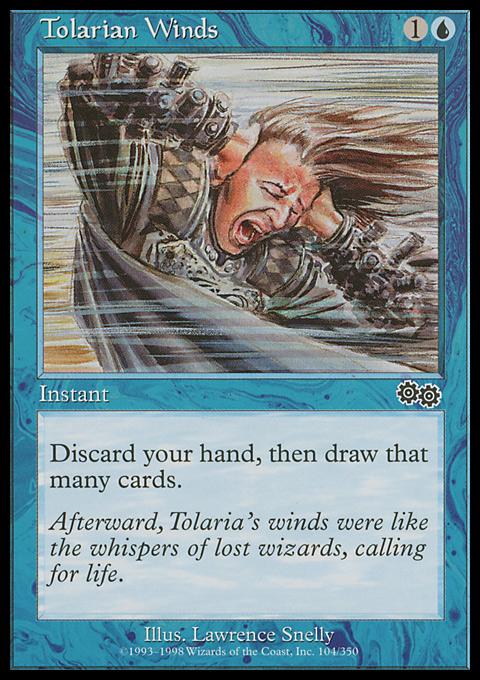 Tolarian Winds 1
Instant
Discard your hand, then draw that
many cards.
Afterward, Tolaria's winds were like
the whispers of lost wizards, calling
for life.
Illus. Lawrence Snelly
©1993–1998 Wizards of the Coast, Inc. 104/350